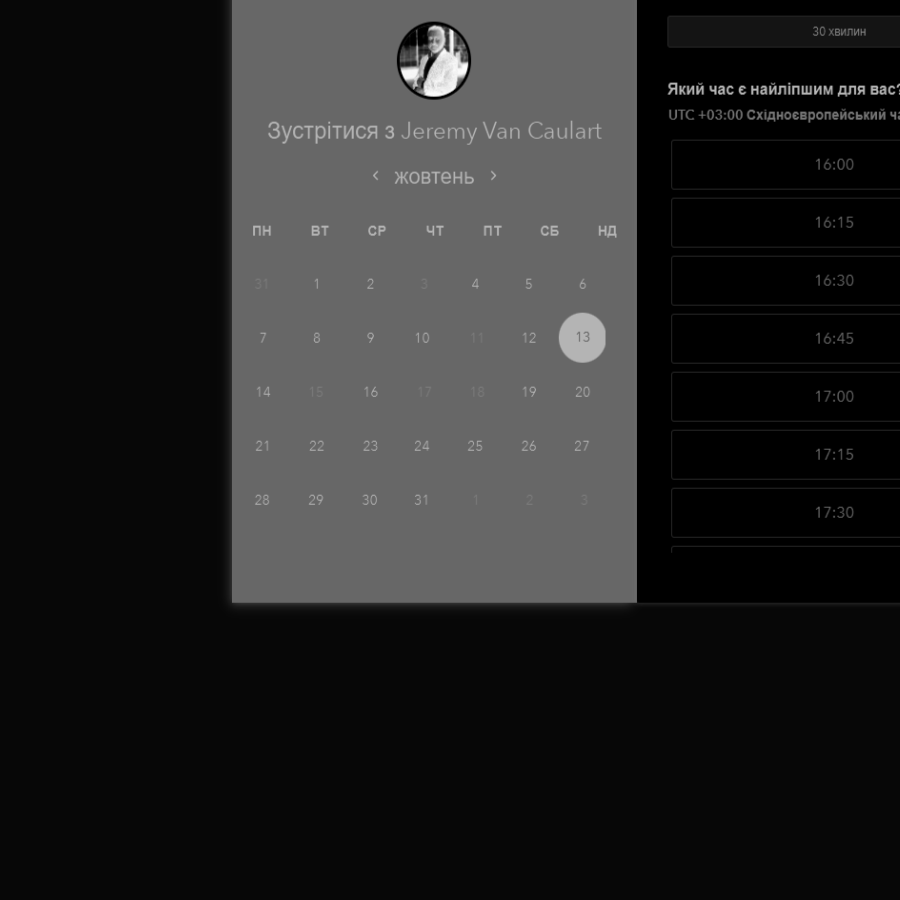 Зустрітися з Jeremy Van Caulart
жовтень
ПН ВТ СР ЧТ ПТ СБ НД
31 1 2 3 4 5 6
7 8 9 10 11 12 13
14 15 16 17 18 19 20
21 22 23 24 25 26 27
28 29 30 31 1 2 3
30 хвилин
Який час є найліпшим для вас?
UTC +03:00 Східноєвропейський ча
16:00
16:15
16:30
16:45
17:00
17:15
17:30